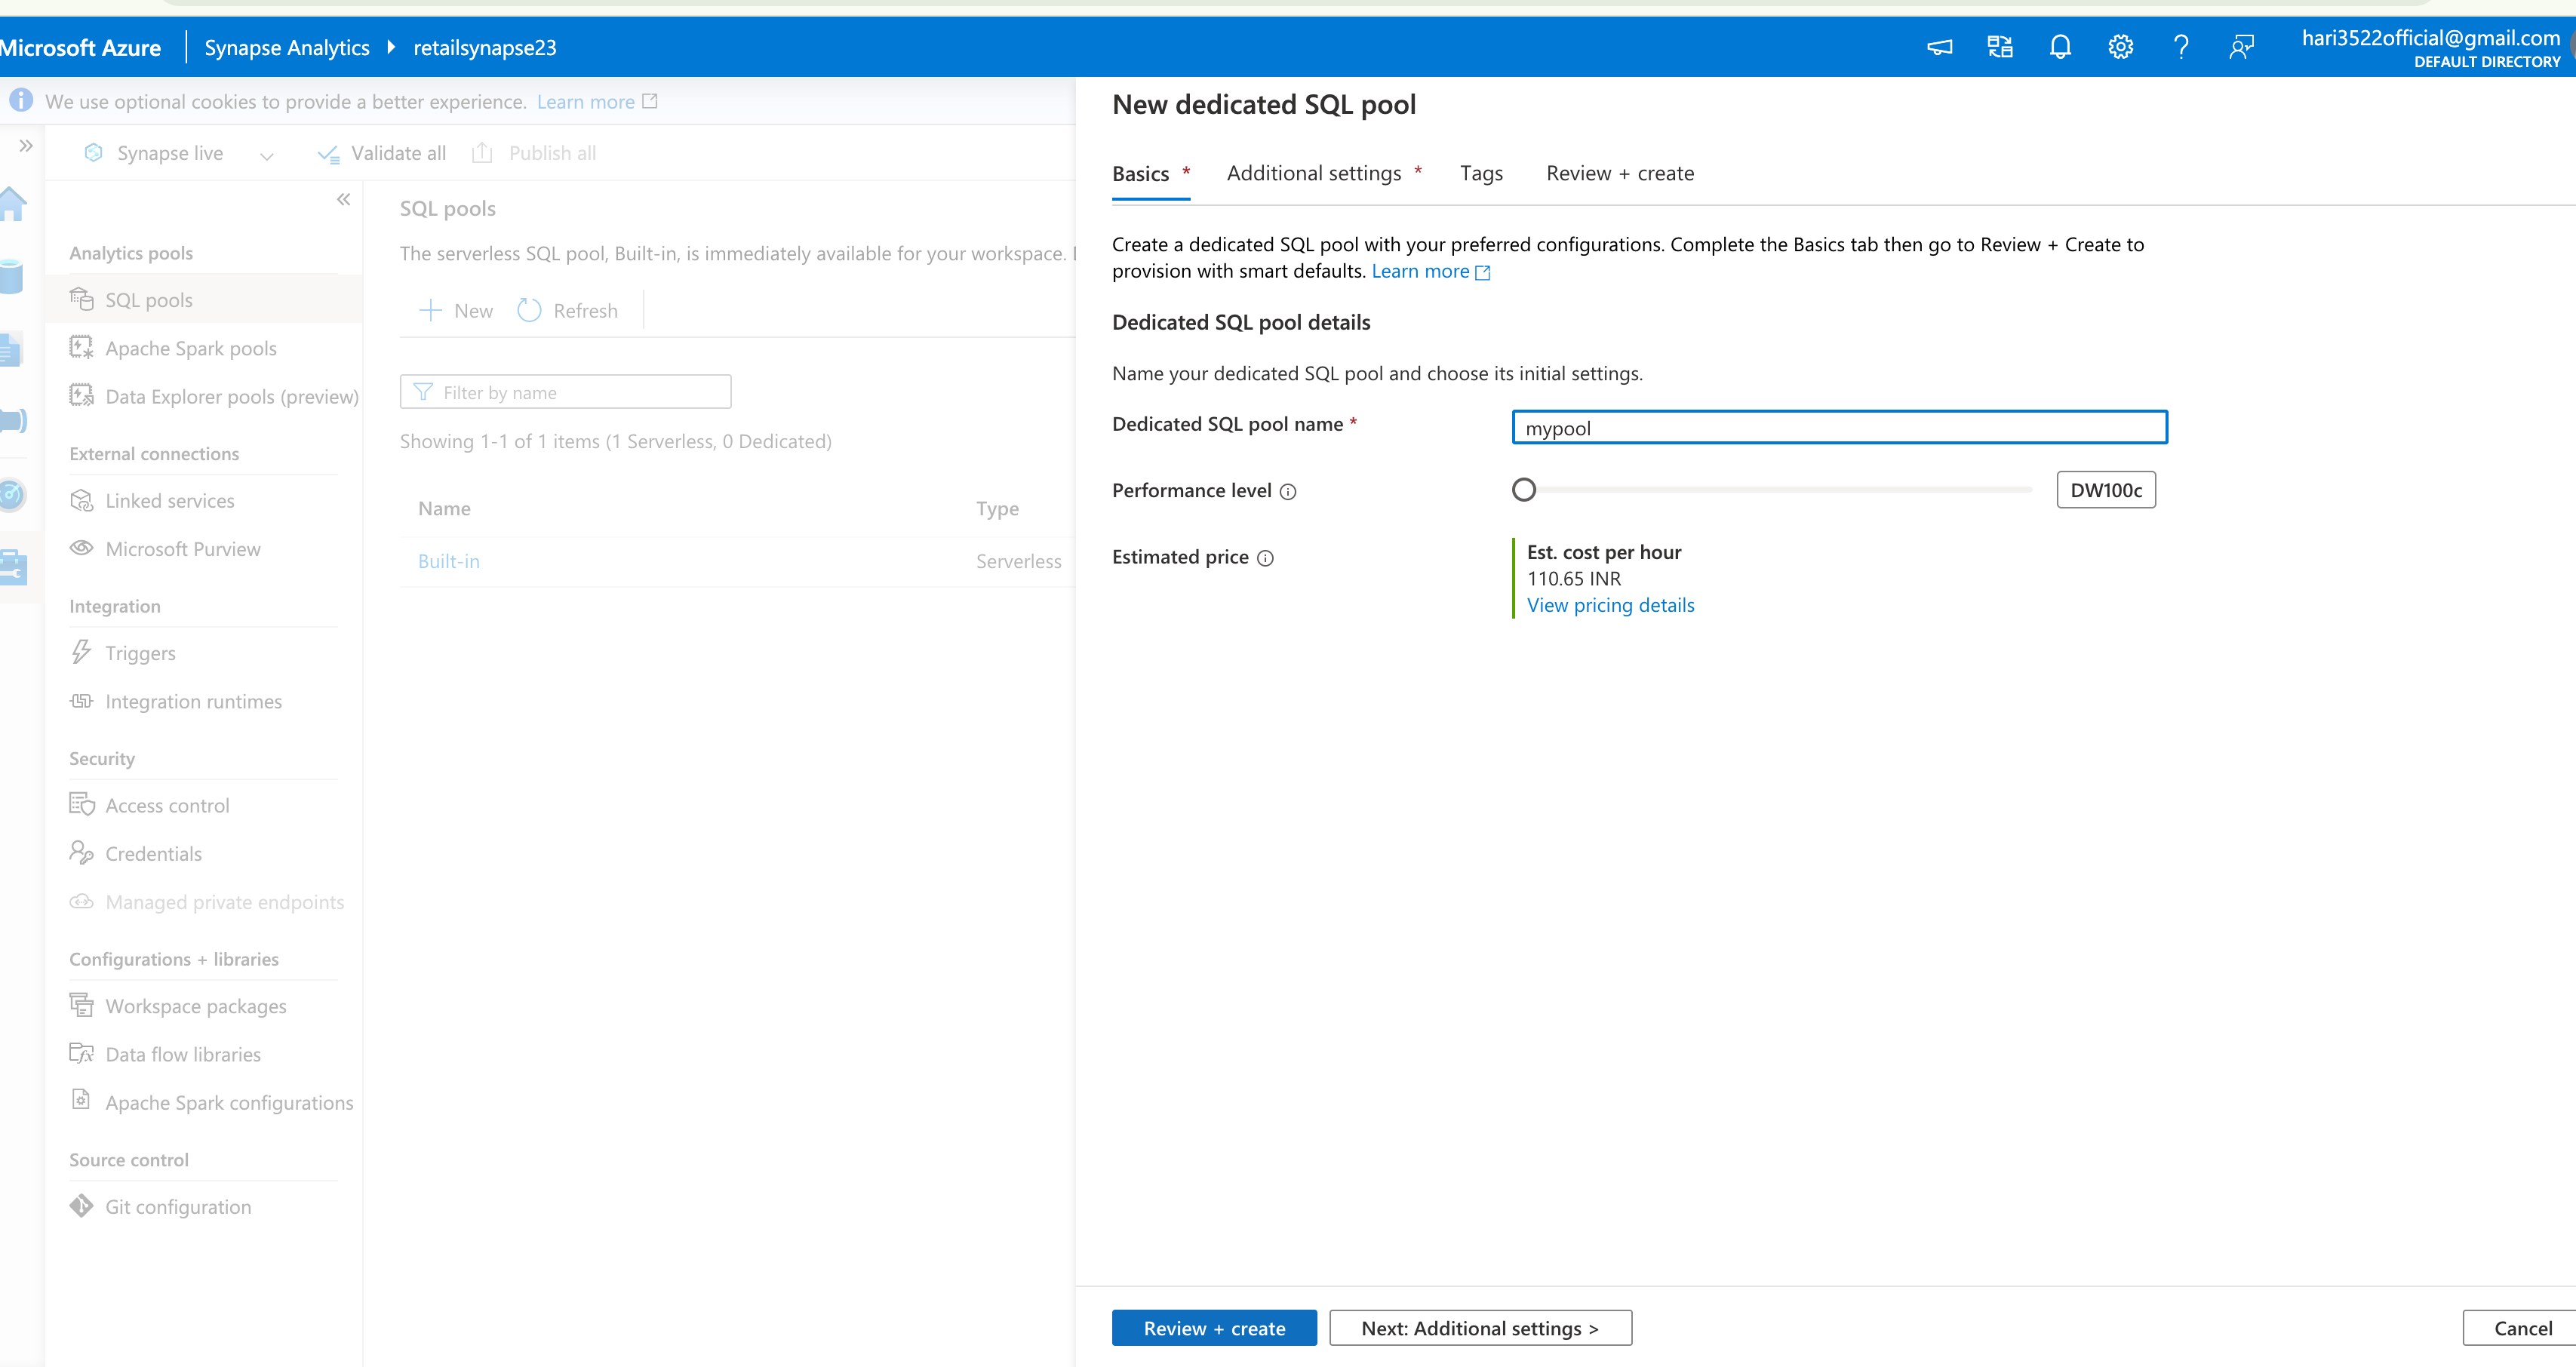 Microsoft Azure
Synapse Analytics
retailsynapse23
hari3522official@gmail.com
DEFAULT DIRECTORY
We use optional cookies to provide a better experience. Learn more
Synapse live
Validate all
Publish all
Analytics pools
SQL pools
Apache Spark pools
Data Explorer pools (preview)
External connections
Linked services
Microsoft Purview
Integration
Triggers
Integration runtimes
Security
Access control
Credentials
Managed private endpoints
Configurations + libraries
Workspace packages
Data flow libraries
Apache Spark configurations
Source control
Git configuration
SQL pools
The serverless SQL pool, Built-in, is immediately available for your workspace.
New
Refresh
Filter by name
Showing 1-1 of 1 items (1 Serverless, 0 Dedicated)
Name Type
Built-in Serverless
New dedicated SQL pool
Basics * Additional settings * Tags Review + create
Create a dedicated SQL pool with your preferred configurations. Complete the Basics tab then go to Review + Create to
provision with smart defaults. Learn more
Dedicated SQL pool details
Name your dedicated SQL pool and choose its initial settings.
Dedicated SQL pool name *
mypool
Performance level
DW100c
Estimated price
Est. cost per hour
110.65 INR
View pricing details
Review + create
Next: Additional settings >
Cancel